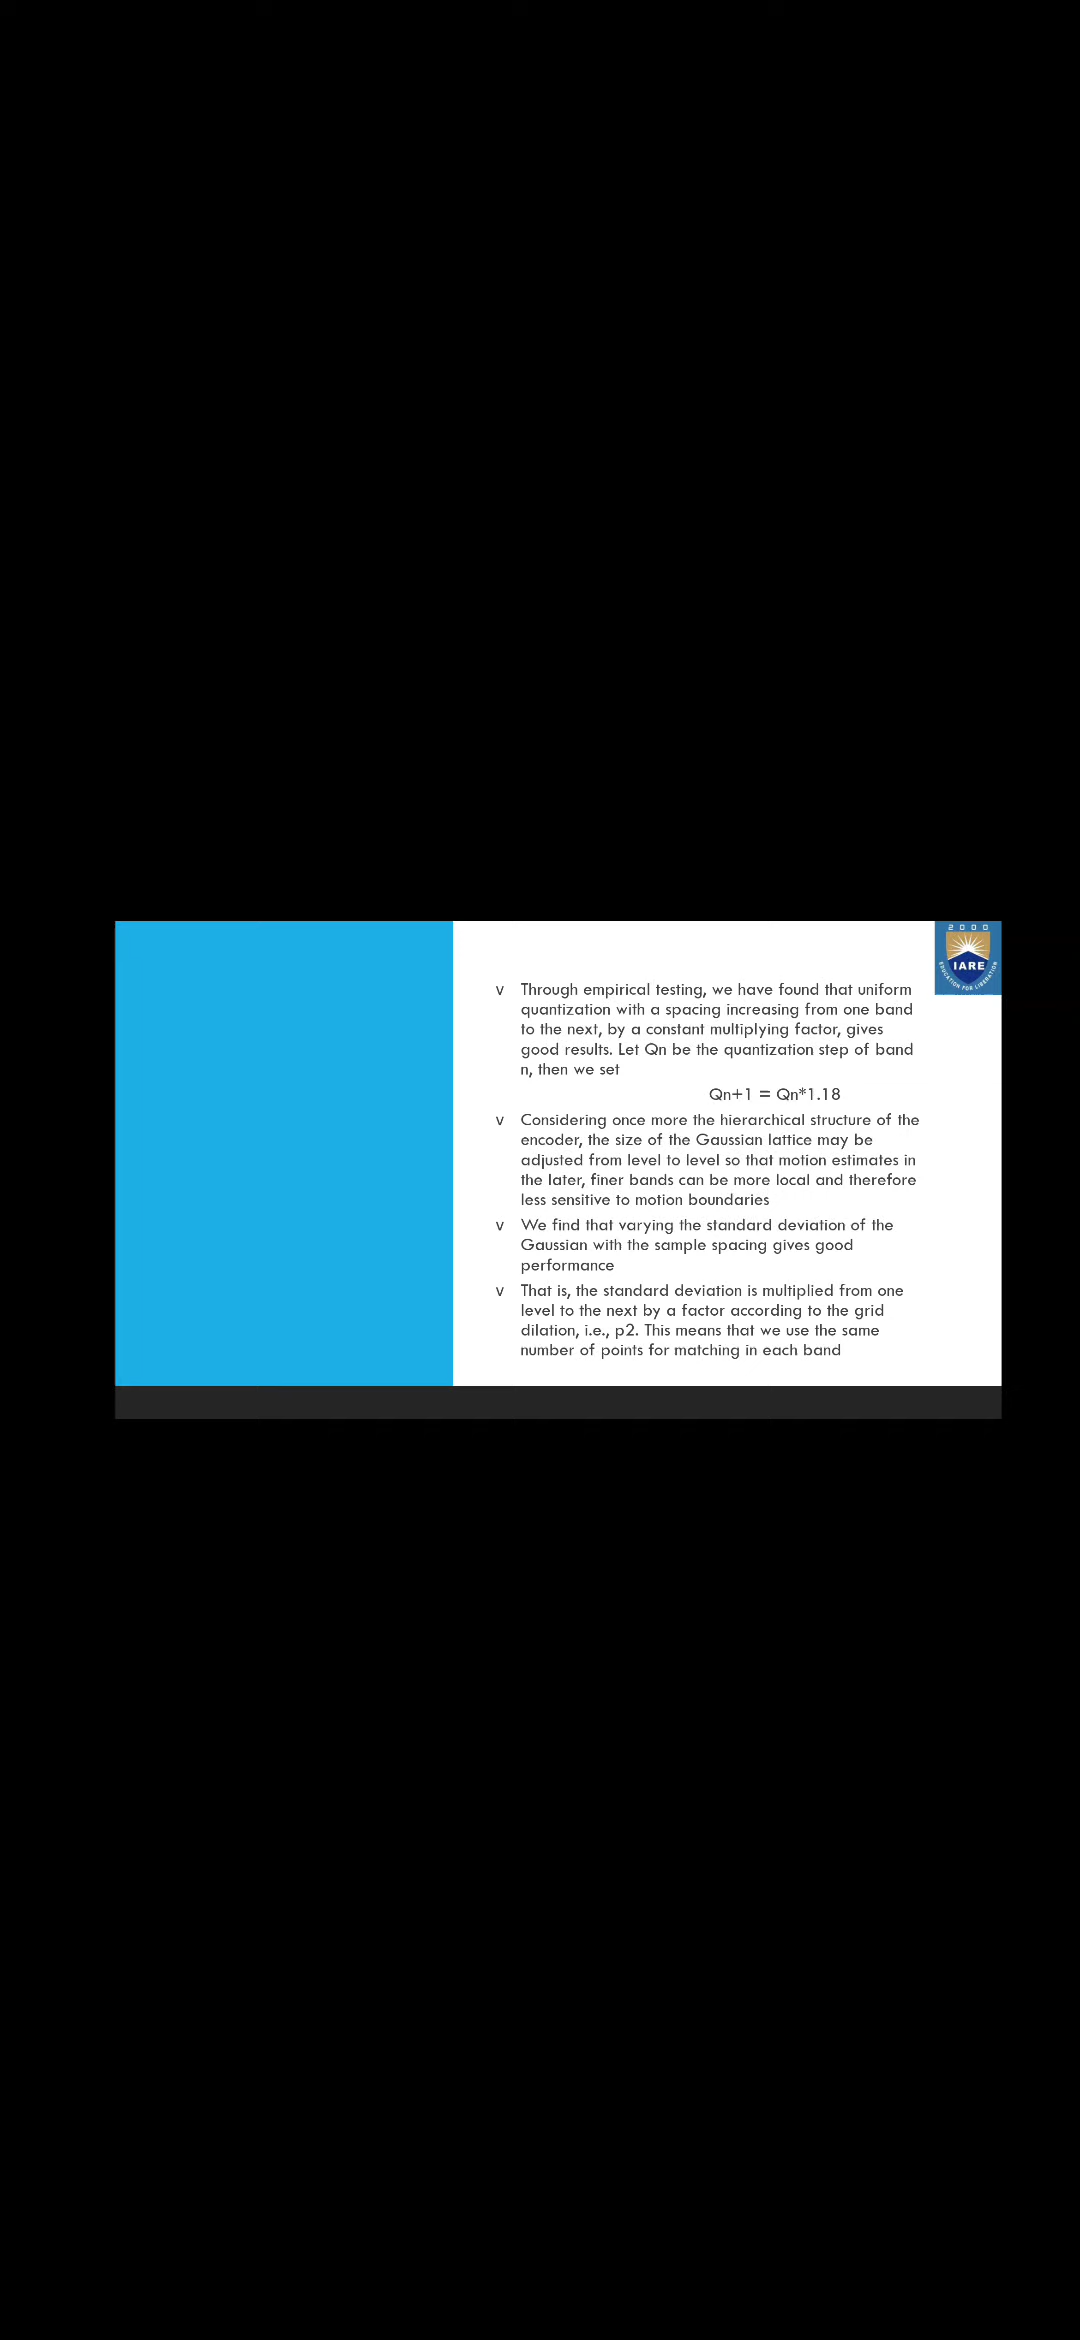 2000
IARE
EDUCATION FOR LIBERATION
v Through empirical testing, we have found that uniform
quantization with a spacing increasing from one band
to the next, by a constant multiplying factor, gives
good results. Let Qn be the quantization step of band
n, then we set
Qn+1 = Qn*1.18
v Considering once more the hierarchical structure of the
encoder, the size of the Gaussian lattice may be
adjusted from level to level so that motion estimates in
the later, finer bands can be more local and therefore
less sensitive to motion boundaries
v We find that varying the standard deviation of the
Gaussian with the sample spacing gives good
performance
v That is, the standard deviation is multiplied from one
level to the next by a factor according to the grid
dilation, i.e., p2. This means that we use the same
number of points for matching in each band